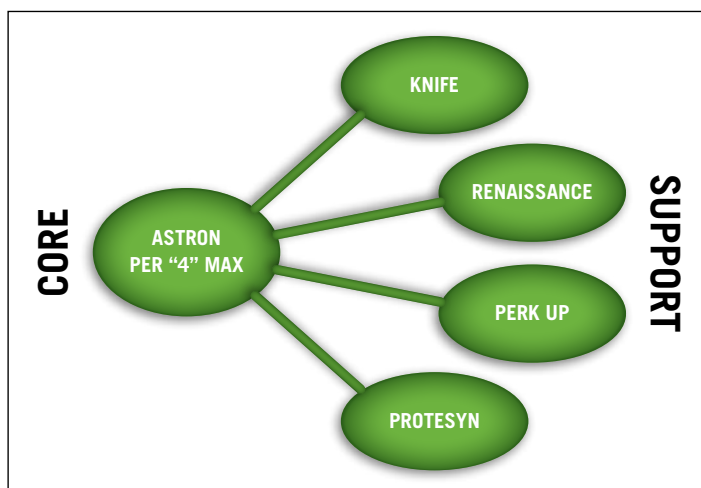 CORE
ASTRON
PER “4” MAX
KNIFE
RENAISSANCE
PERK UP
PROTESYN
SUPPORT